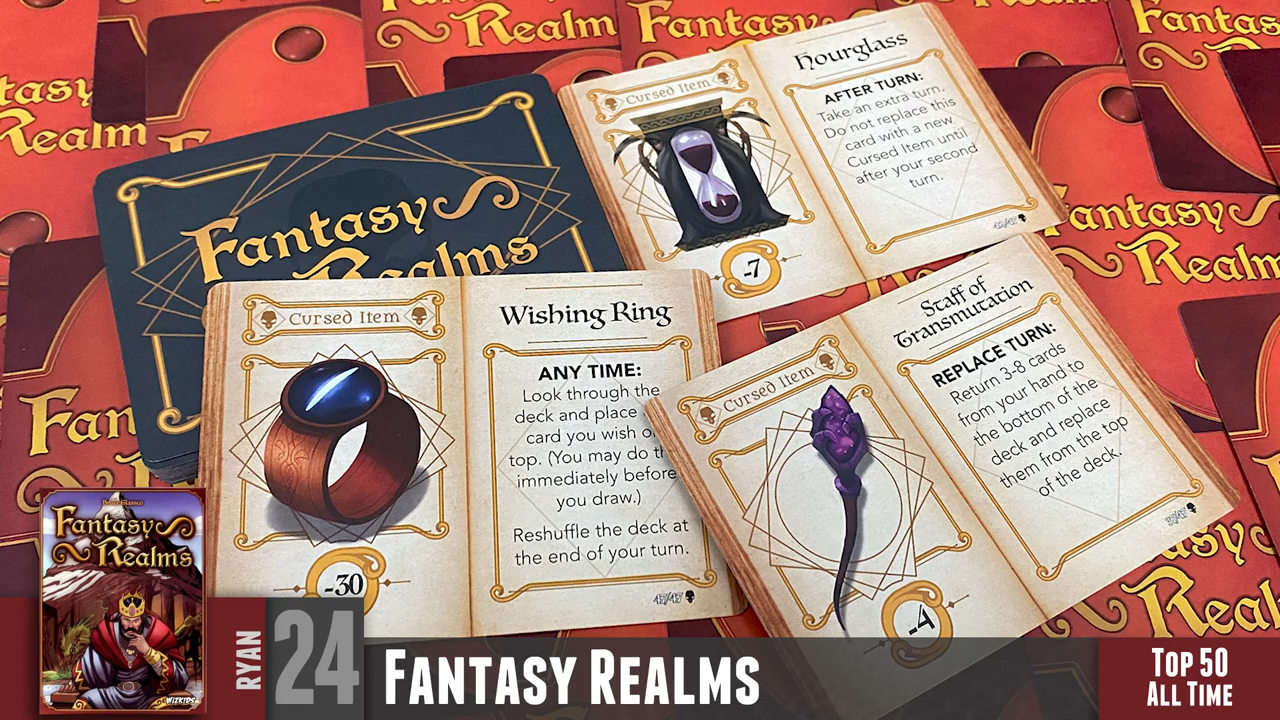 Fantasy
Realms
Cursed Item
-7
Hourglass
AFTER TURN:
Take an extra turn.
Do not replace this
card with a new
Cursed Item until
after your second
turn.
Cursed Item
-30
Wishing Ring
ANY TIME:
Look through the
deck and place
card you wish
top. (You may do
immediately before
you draw.)
Reshuffle the deck at
the end of your turn.
47/47
Cursed Item
-4
Staff of
Transmutation
REPLACE TURN:
Return 3-8 cards
from your hand to
the bottom of the
deck and replace
them from the top
of the deck.
Fantasy
Realms
WIZKIDS
RYAN
24
FANTASY REALMS
TOP 50
ALL TIME